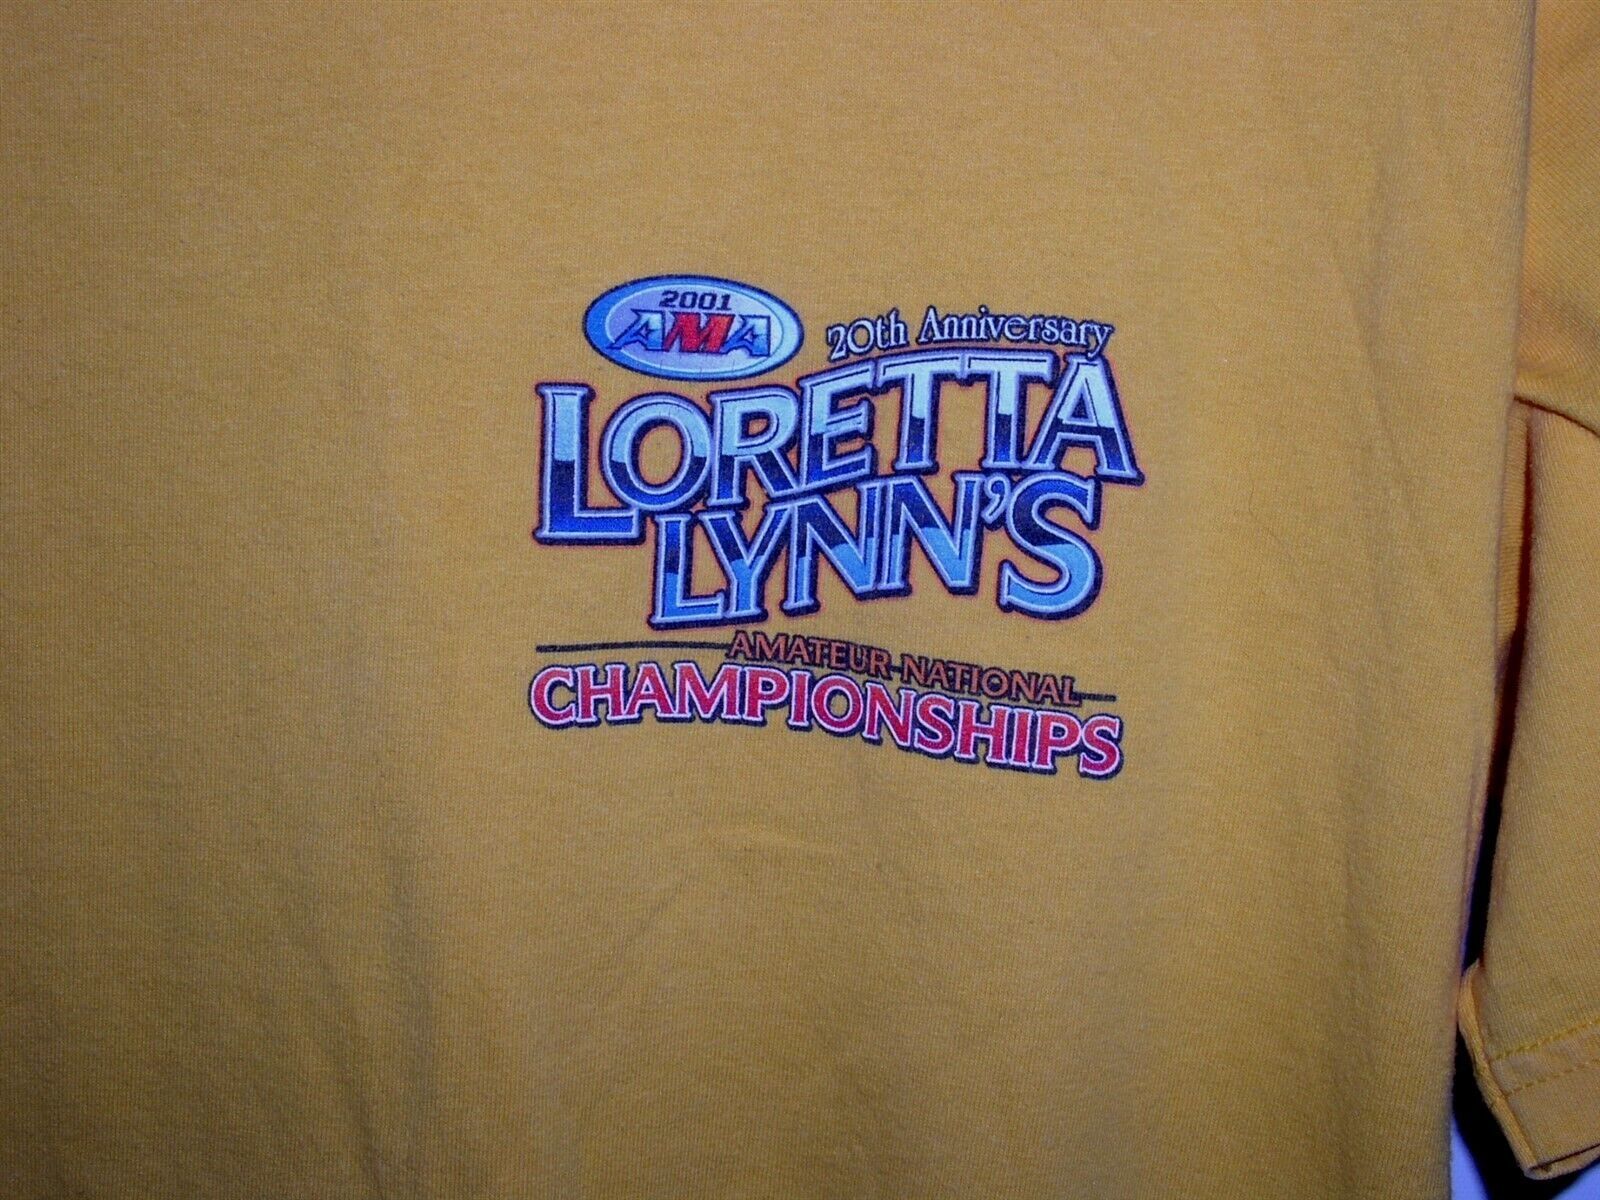 2001
AMA
20th Anniversary
LORETTA
LYNN'S
AMATEUR NATIONAL
CHAMPIONSHIPS